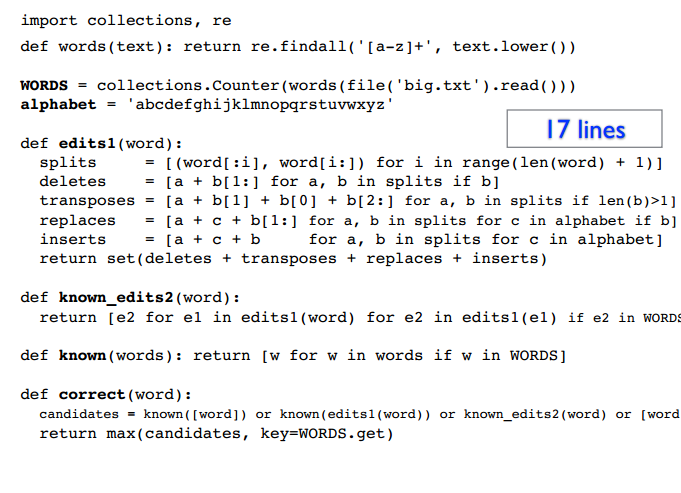 import collections, re
def words(text): return re.findall('[a-z]+', text.lower())
WORDS = collections.Counter(words(file('big.txt').read()))
alphabet = 'abcdefghijklmnopqrstuvwxyz'
17 lines
def edits1(word):
splits = [(word[:i], word[i:]) for i in range(len(word) + 1)]
deletes = [a + b[1:] for a, b in splits if b]
transposes = [a + b[1] + b[0] + b[2:] for a, b in splits if len(b)>1]
replaces = [a + c + b[1:] for a, b in splits for c in alphabet if b]
inserts = [a + c + b for a, b in splits for c in alphabet]
return set(deletes + transposes + replaces + inserts)
def known_edits2(word):
return [e2 for e1 in edits1(word) for e2 in edits1(e1) if e2 in WORDS
def known(words): return [w for w in words if w in WORDS]
def correct(word):
candidates = known([word]) or known(edits1(word)) or known_edits2(word) or [word
return max(candidates, key=WORDS.get)